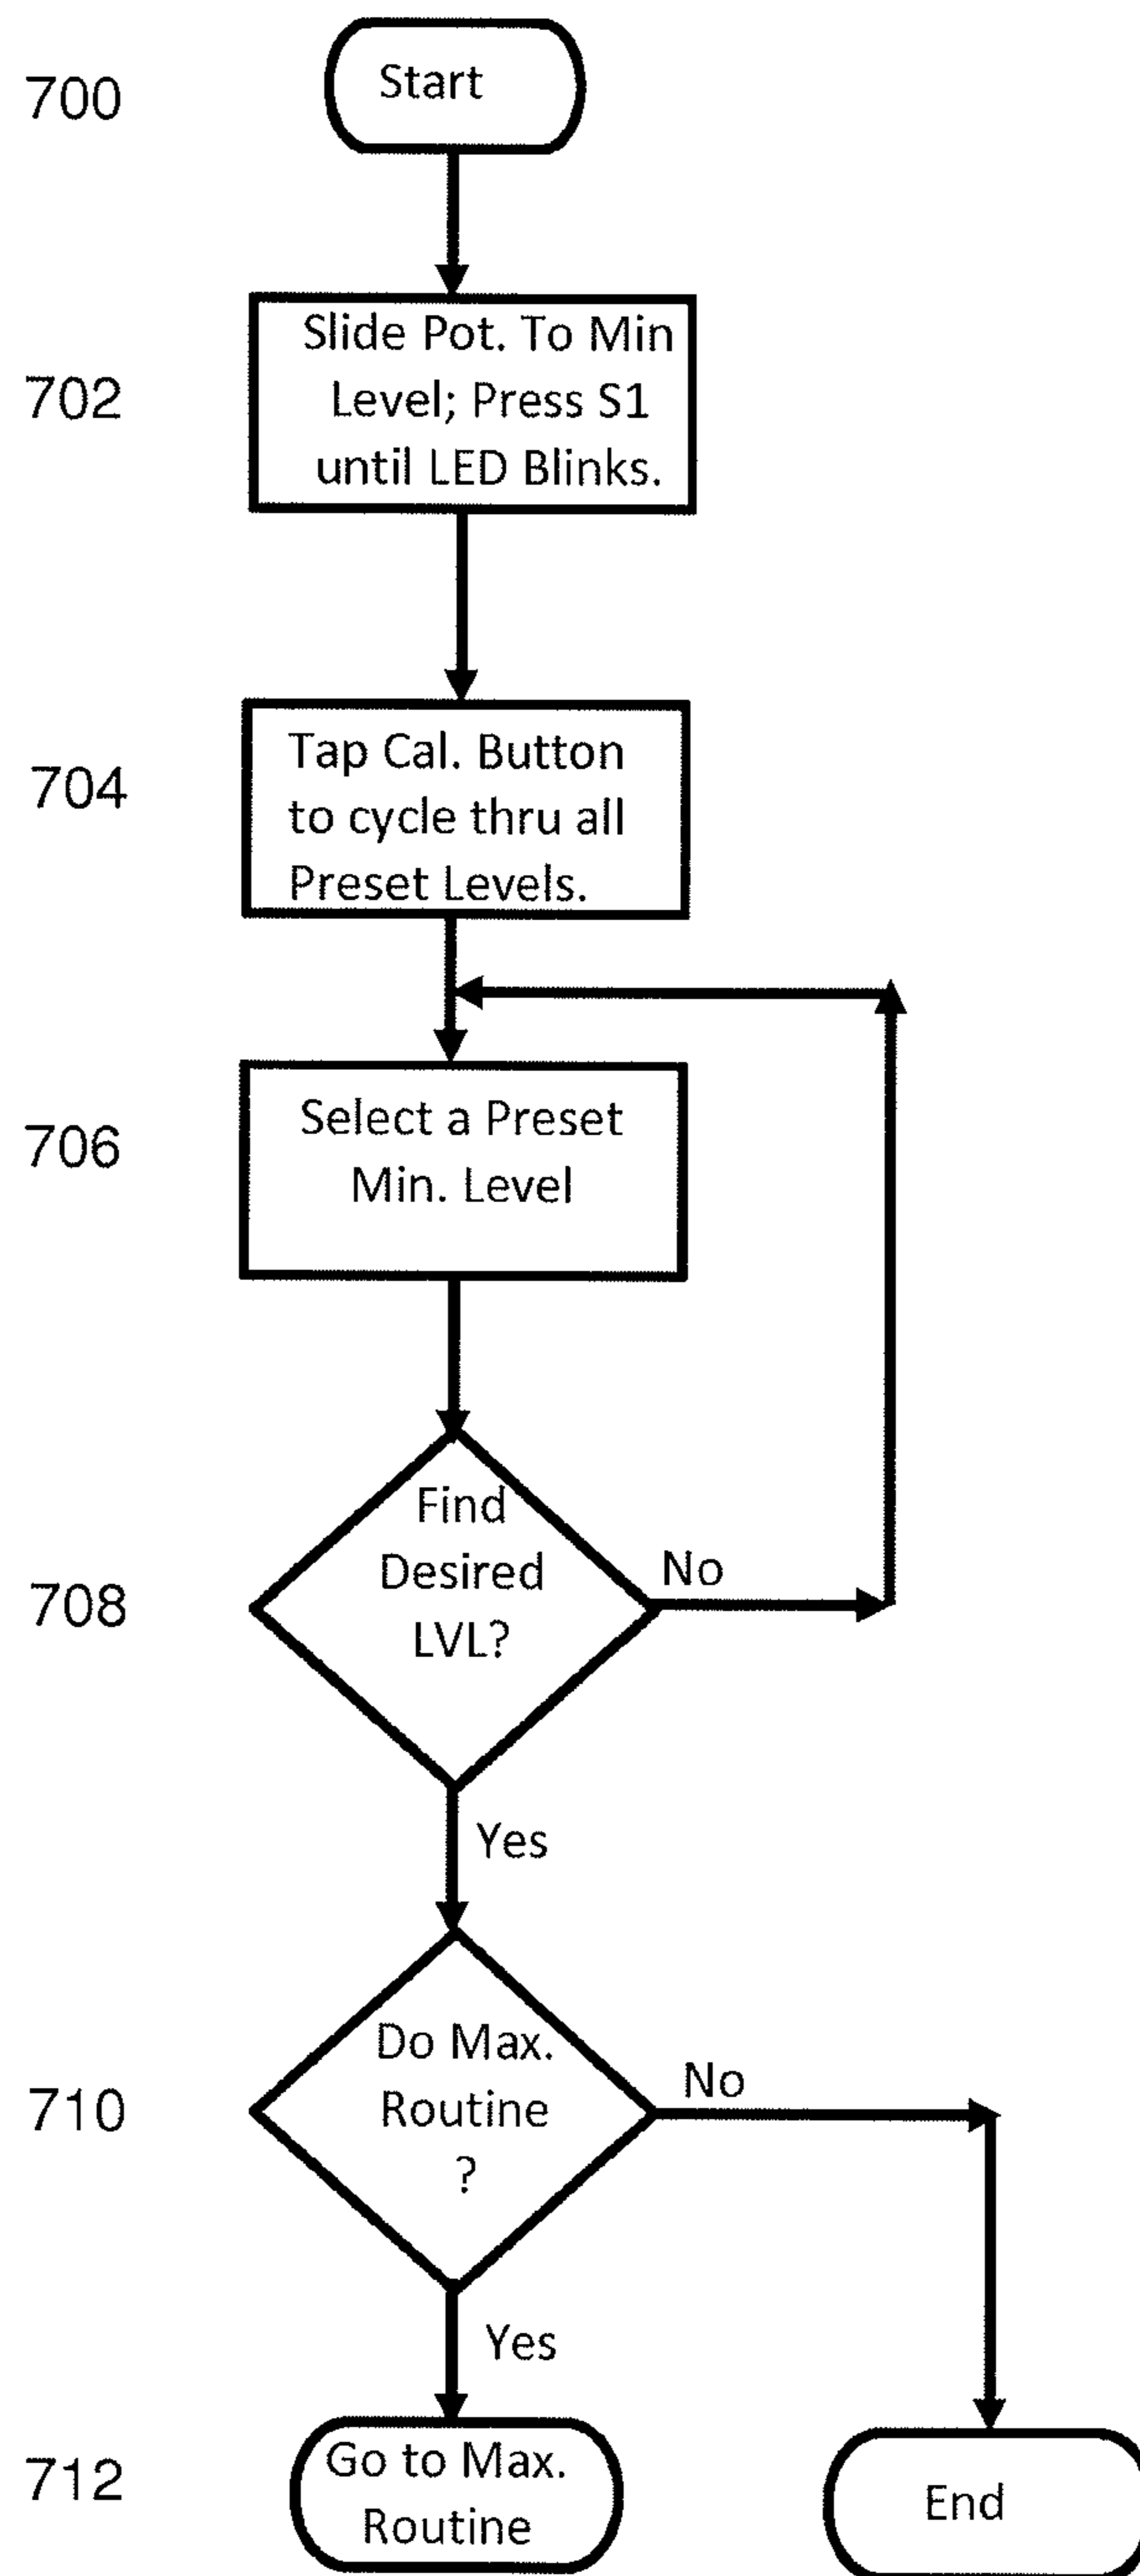 700
Start
702
Slide Pot. To Min
Level; Press S1
until LED Blinks.
704
Tap Cal. Button
to cycle thru all
Preset Levels.
706
Select a Preset
Min. Level
708
Find
Desired
LVL?
No
Yes
710
Do Max.
Routine
?
No
Yes
712
Go to Max.
Routine
End